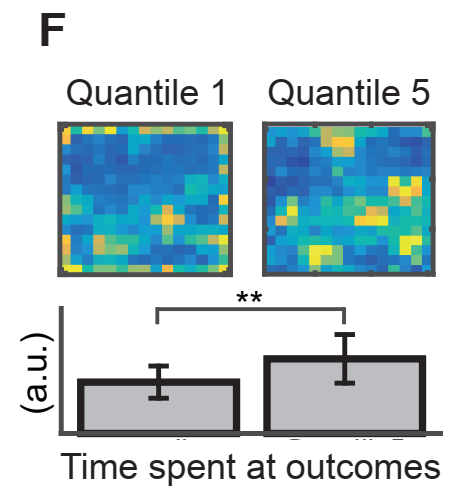 F
Quantile 1 Quantile 5
**
(a.u.)
Time spent at outcomes